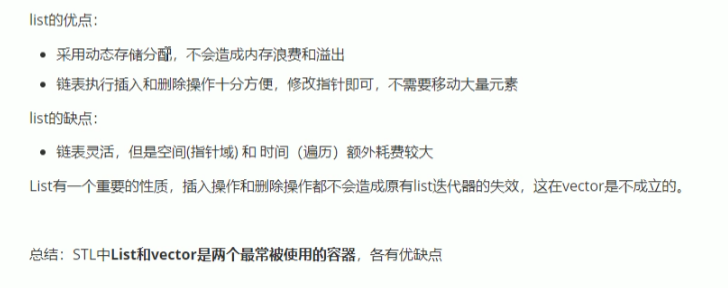 list的优点：
• 采用动态存储分配，不会造成内存浪费和溢出
• 链表执行插入和删除操作十分方便，修改指针即可，不需要移动大量元素
list的缺点：
• 链表灵活，但是空间(指针域) 和 时间（遍历）额外耗费较大
List有一个重要的性质，插入操作和删除操作都不会造成原有list迭代器的失效，这在vector是不成立的。
总结：STL中List和vector是两个最常被使用的容器，各有优缺点